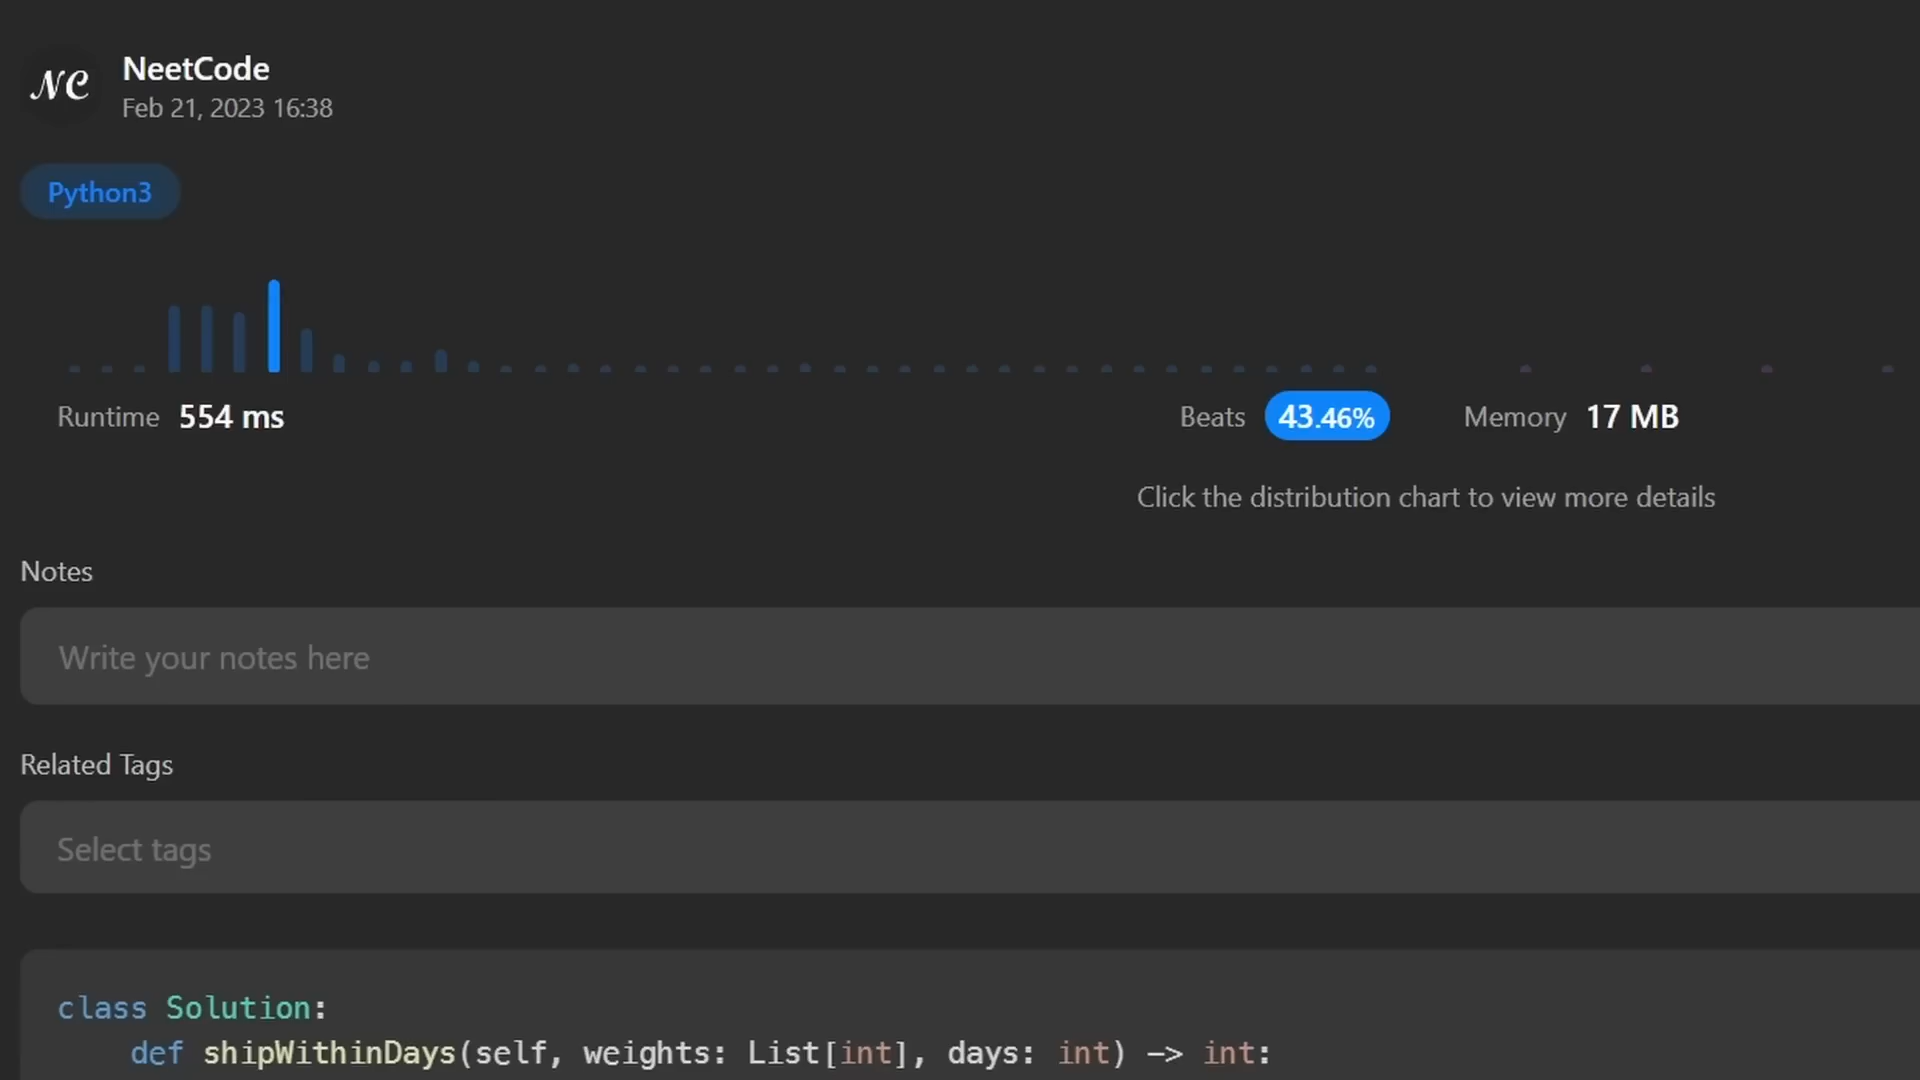 NC
NeetCode
Feb 21, 2023 16:38
Python3
Runtime 554 ms
Beats 43.46%
Memory 17 MB
Click the distribution chart to view more details
Notes
Write your notes here
Related Tags
Select tags
class Solution:
    def shipWithinDays(self, weights: List[int], days: int) -> int: